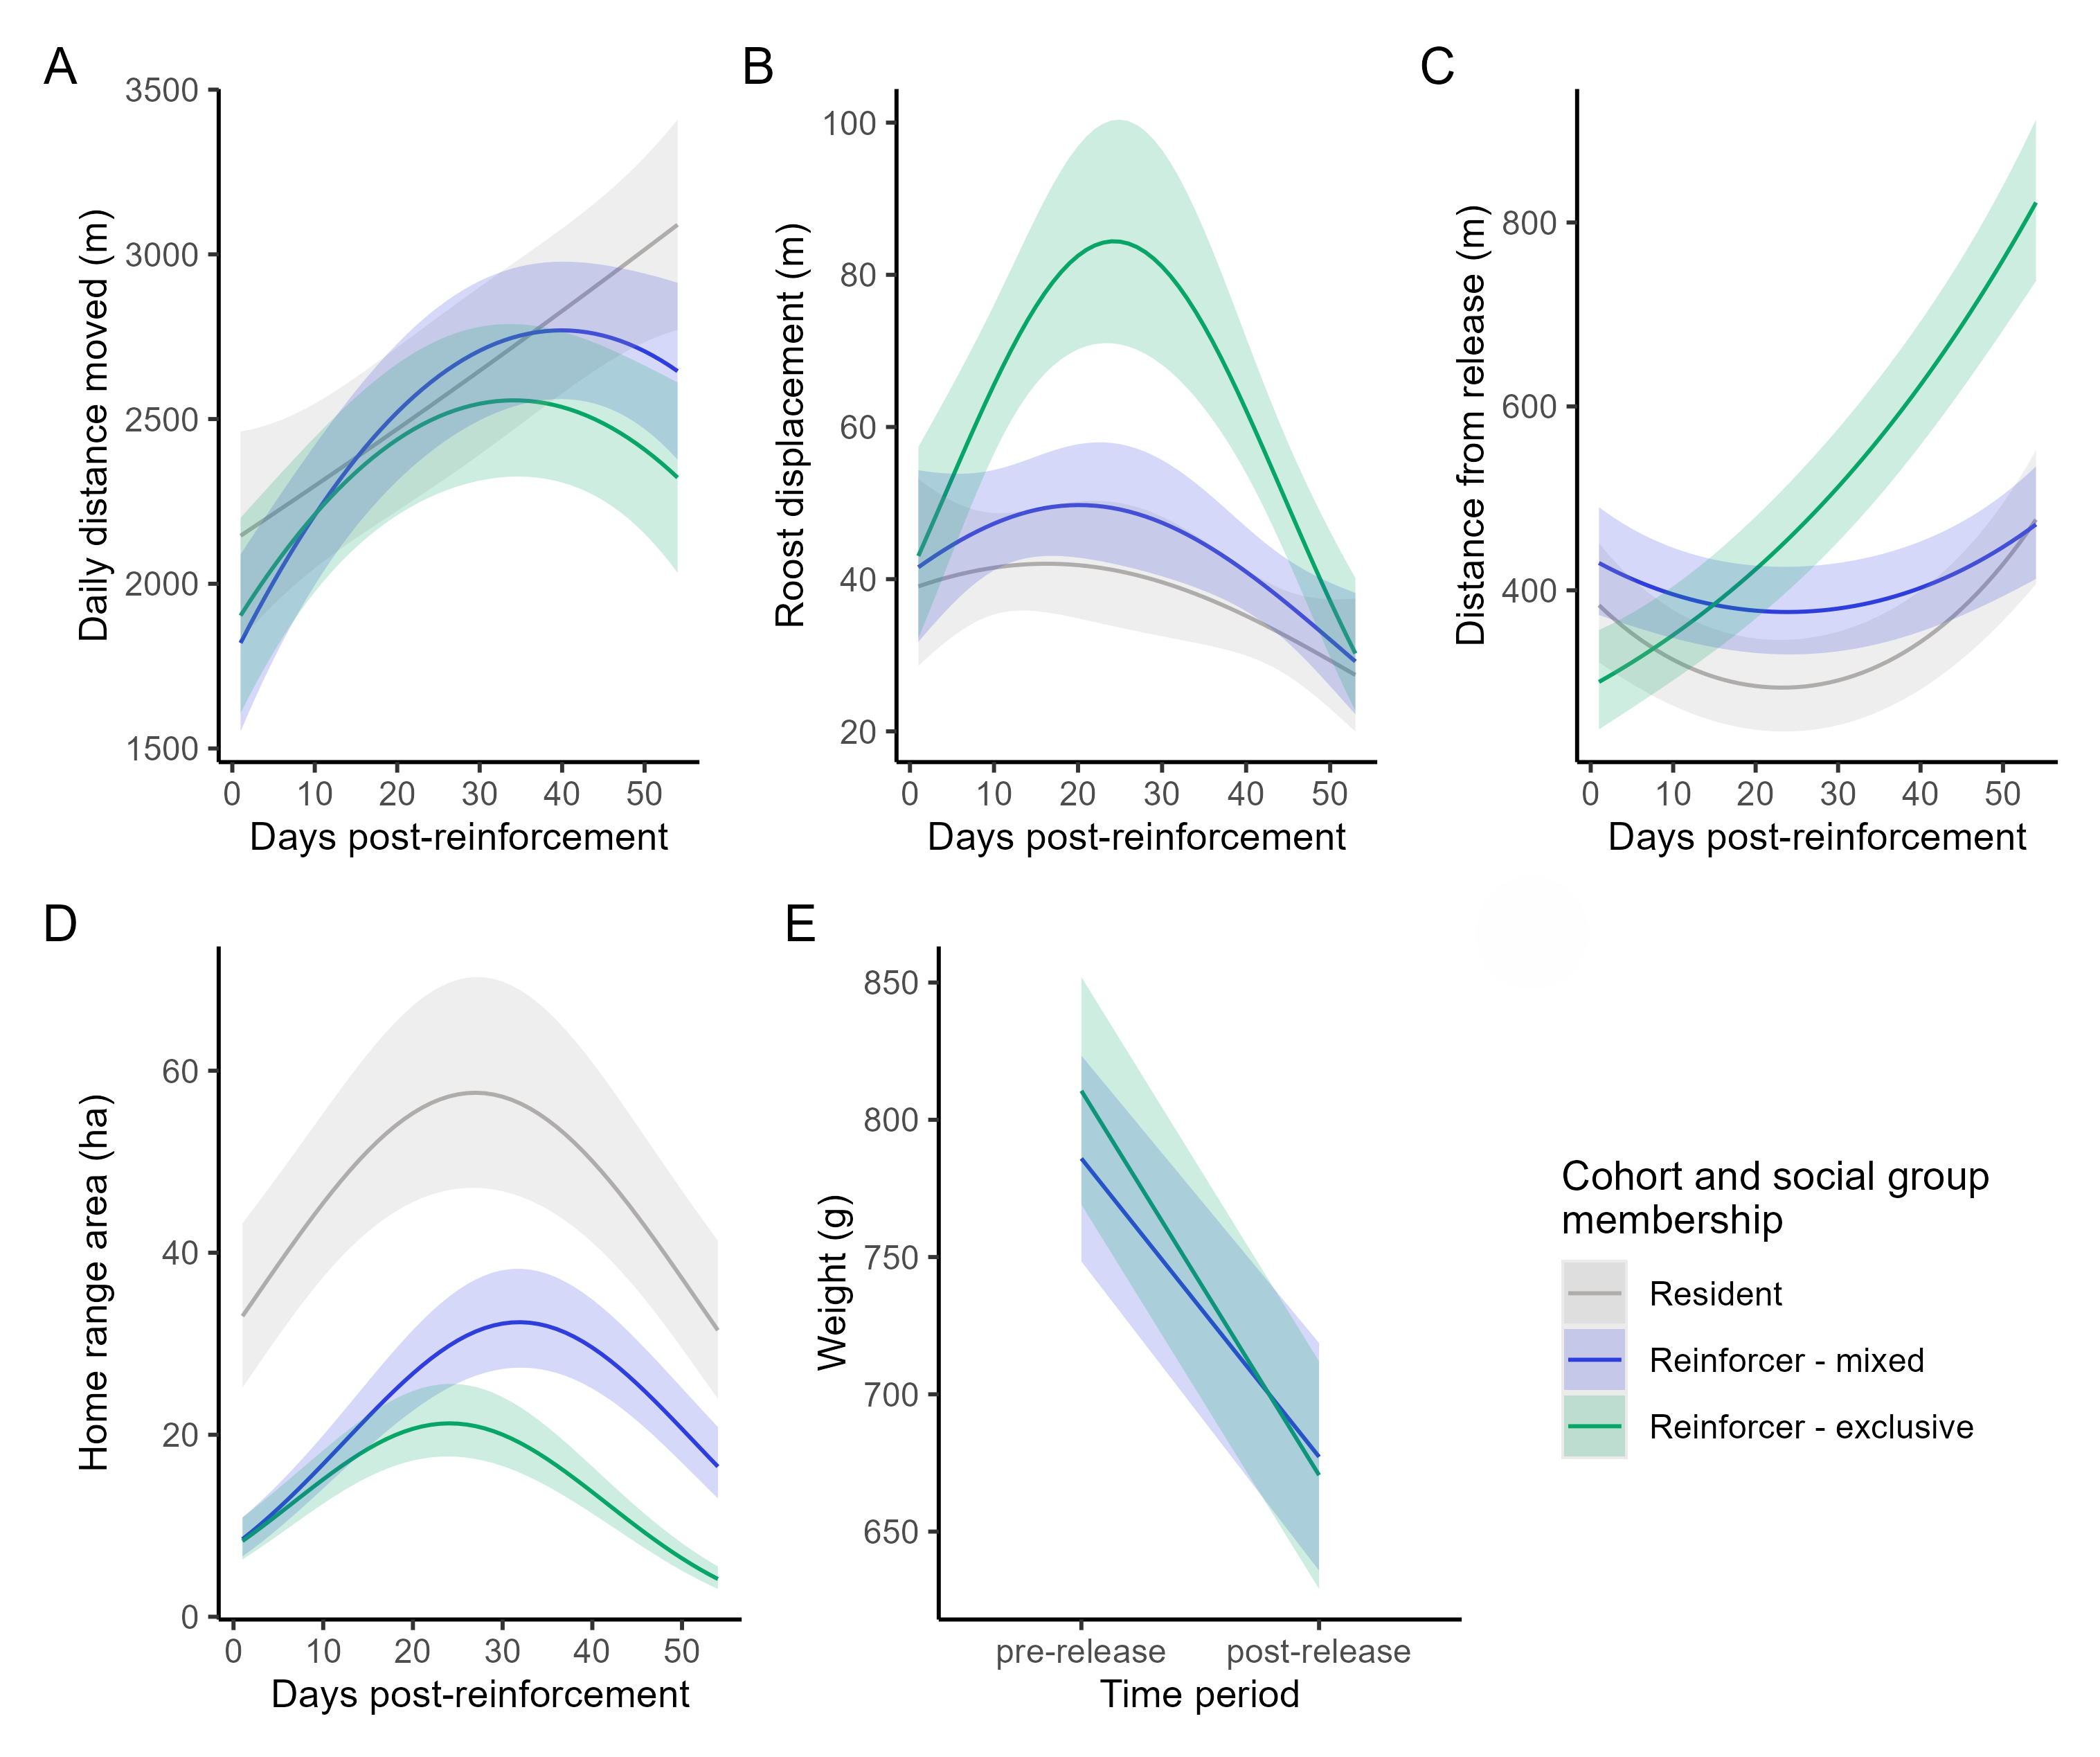 A
Daily distance moved (m)
3500
3000
2500
2000
1500
0 10 20 30 40 50
Days post-reinforcement
B
Roost displacement (m)
100
80
60
40
20
0 10 20 30 40 50
Days post-reinforcement
C
Distance from release (m)
800
600
400
0 10 20 30 40 50
Days post-reinforcement
D
Home range area (ha)
60
40
20
0
0 10 20 30 40 50
Days post-reinforcement
E
Weight (g)
850
800
750
700
650
pre-release post-release
Time period
Cohort and social group
membership
Resident
Reinforcer - mixed
Reinforcer - exclusive